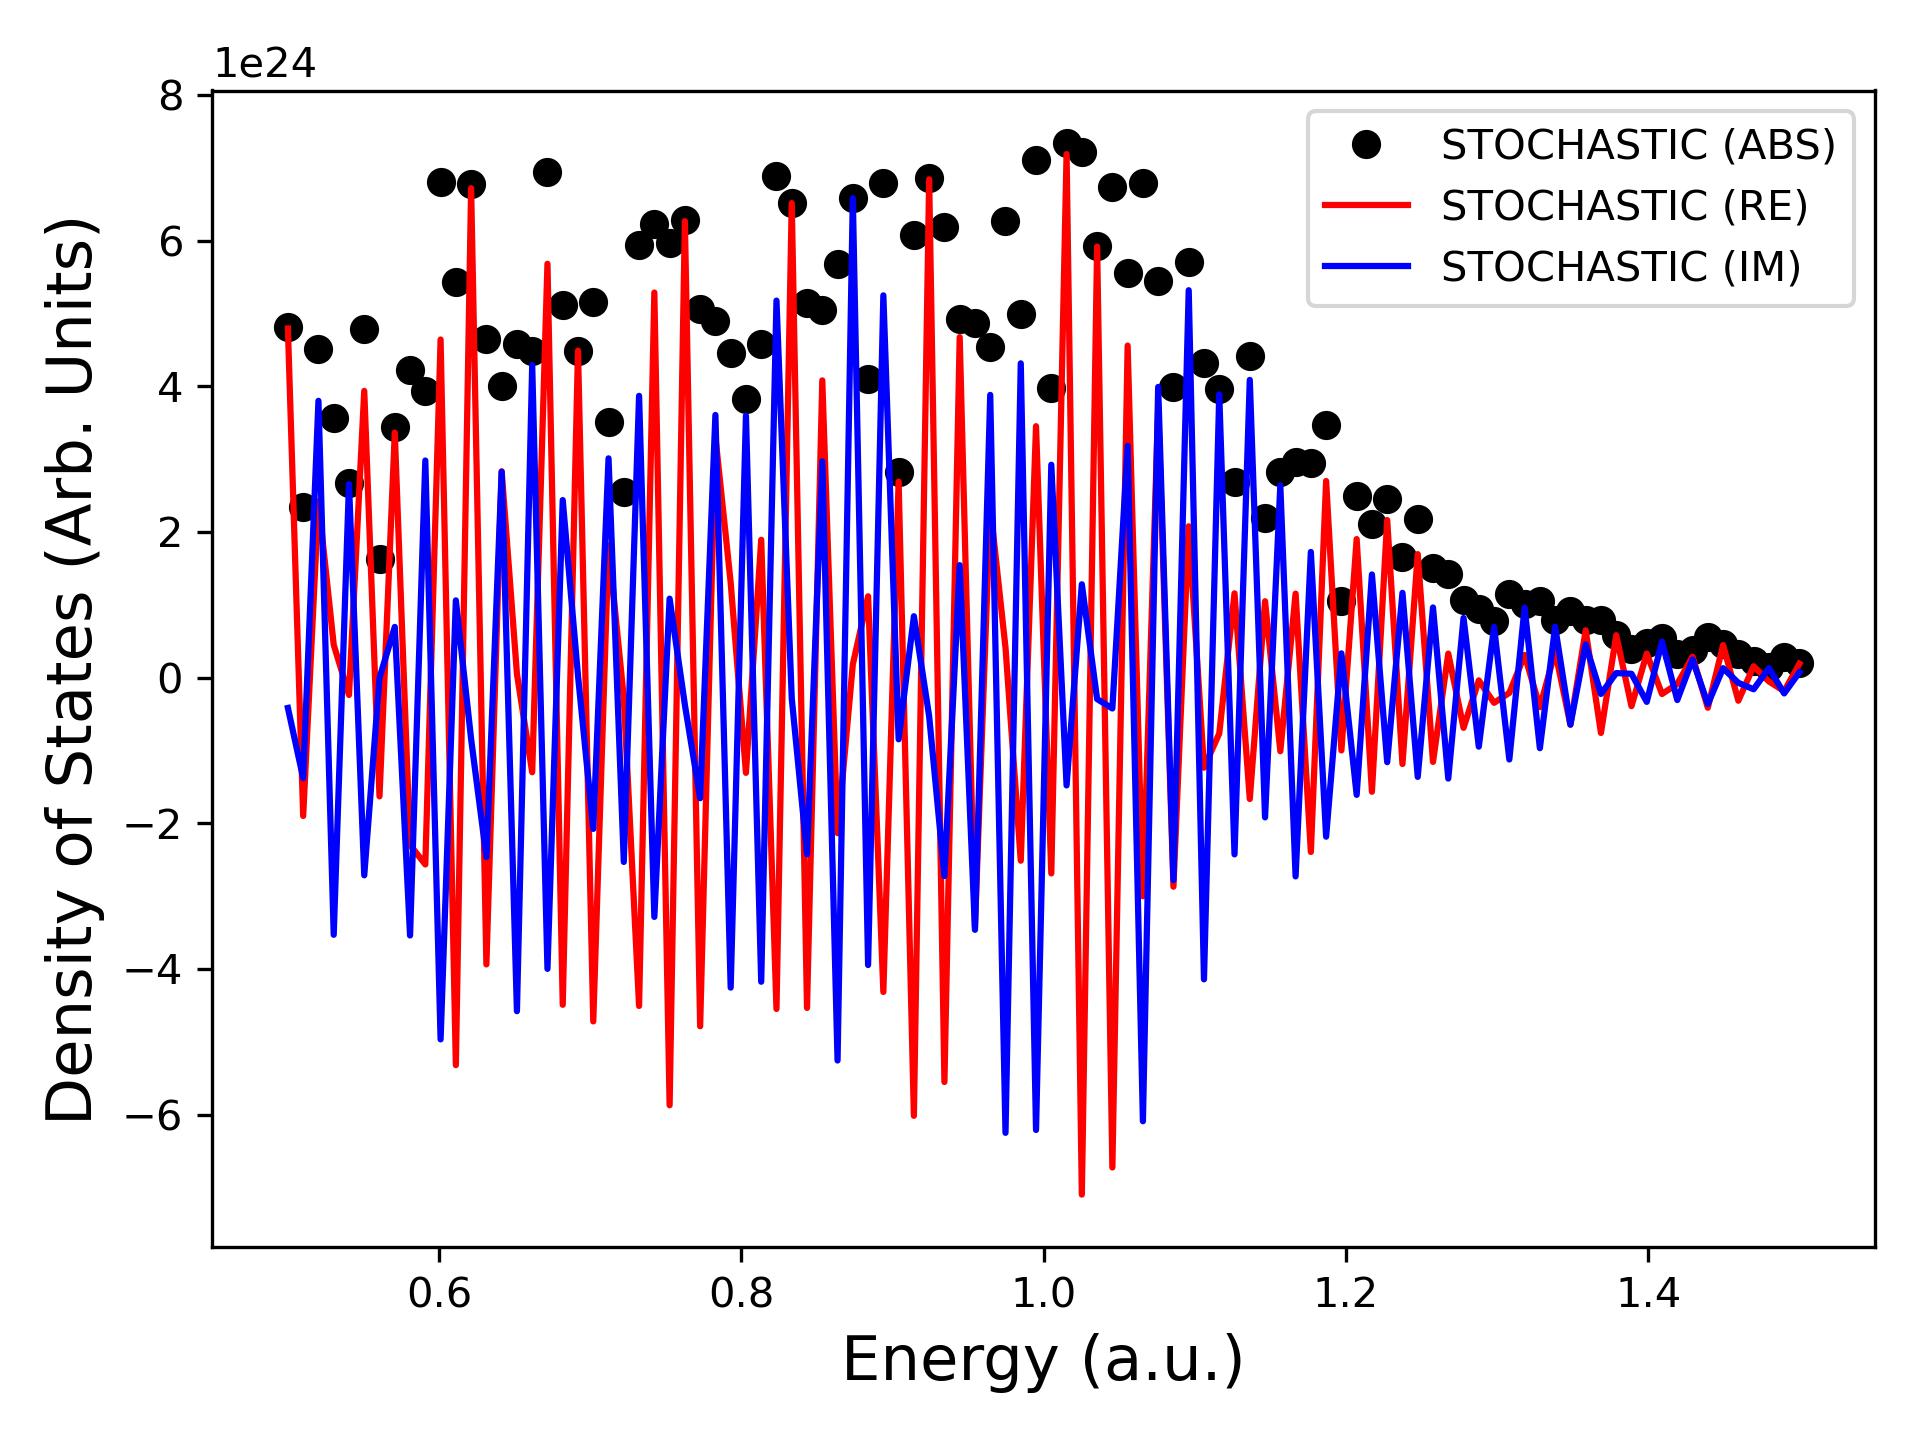 1e24
8
6
4
2
0
−2
−4
−6
Density of States (Arb. Units)
STOCHASTIC (ABS)
STOCHASTIC (RE)
STOCHASTIC (IM)
0.6 0.8 1.0 1.2 1.4
Energy (a.u.)